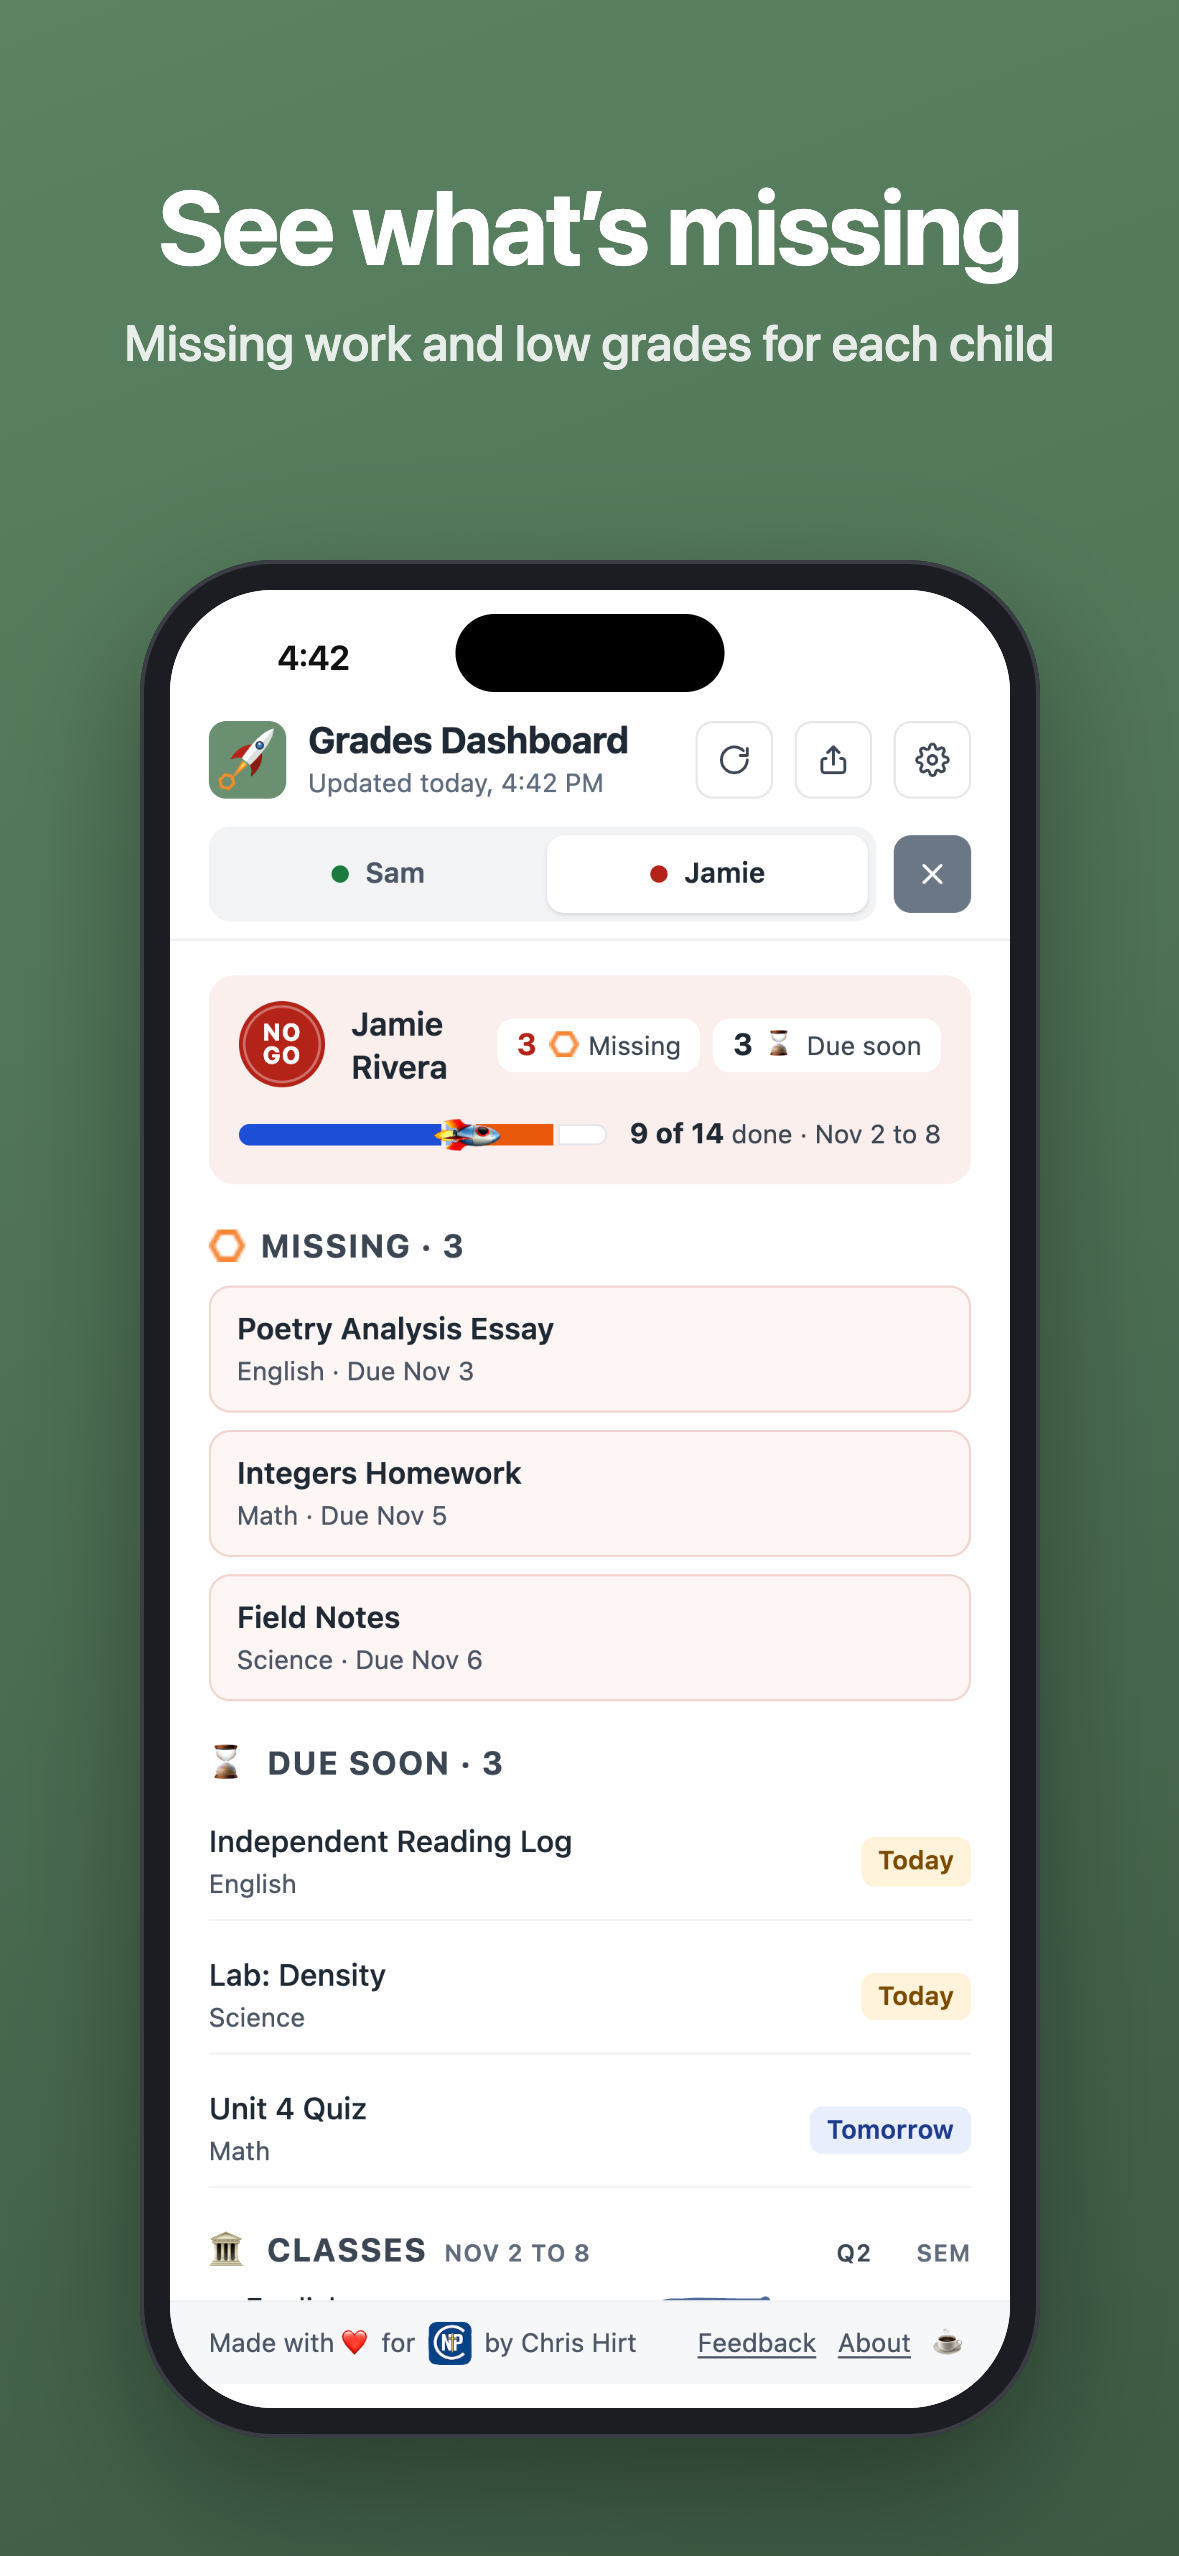 See what's missing
Missing work and low grades for each child
4:42
Grades Dashboard
Updated today, 4:42 PM
Sam
Jamie
NO
GO
Jamie
Rivera
3 Missing
3 Due soon
9 of 14 done · Nov 2 to 8
MISSING · 3
Poetry Analysis Essay
English · Due Nov 3
Integers Homework
Math · Due Nov 5
Field Notes
Science · Due Nov 6
DUE SOON · 3
Independent Reading Log
English
Today
Lab: Density
Science
Today
Unit 4 Quiz
Math
Tomorrow
CLASSES NOV 2 TO 8 Q2 SEM
Made with for by Chris Hirt Feedback About